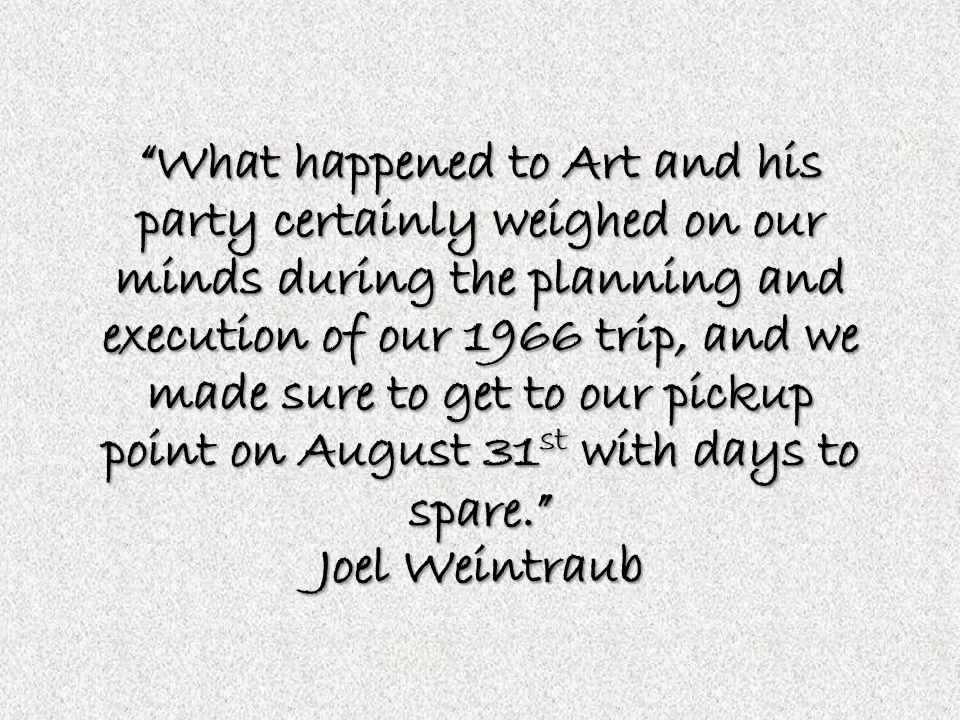 “What happened to Art and his
party certainly weighed on our
minds during the planning and
execution of our 1966 trip, and we
made sure to get to our pickup
point on August 31st with days to
spare.”
Joel Weintraub